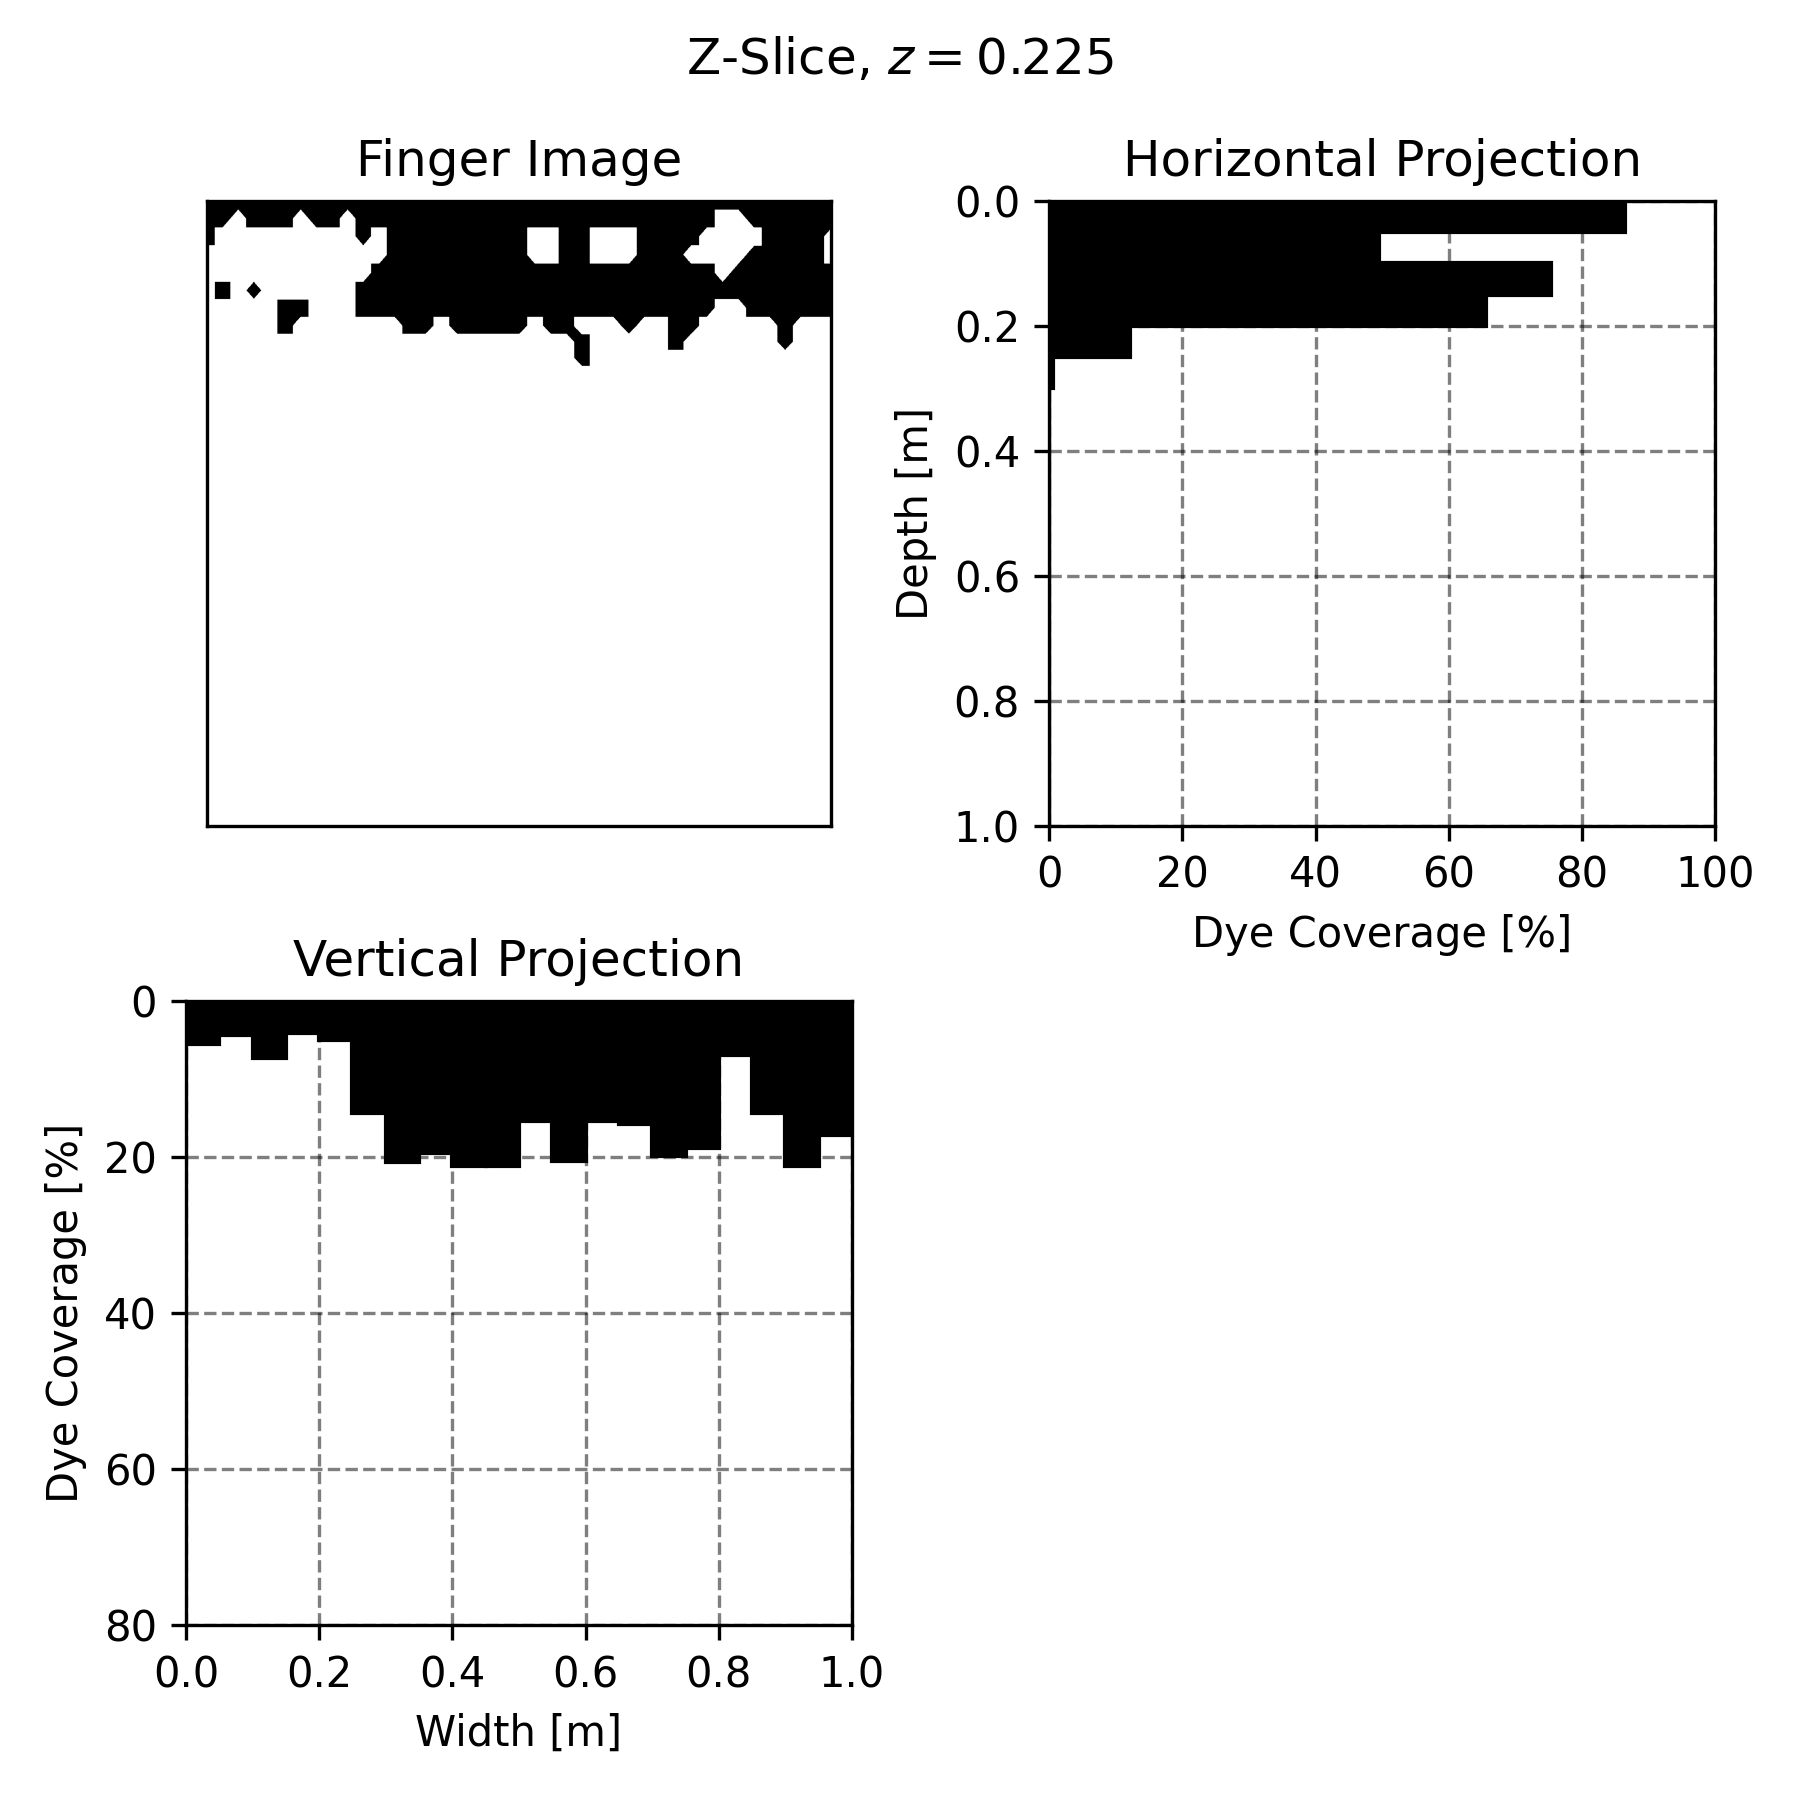 Z-Slice, z = 0.225
Finger Image
Horizontal Projection
0.0
0.2
0.4
0.6
0.8
1.0
Depth [m]
0 20 40 60 80 100
Dye Coverage [%]
Vertical Projection
0
20
40
60
80
Dye Coverage [%]
0.0 0.2 0.4 0.6 0.8 1.0
Width [m]